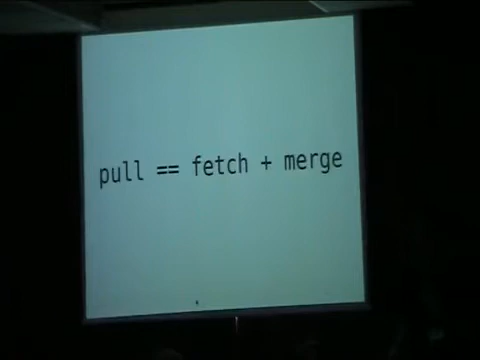 pull == fetch + merge